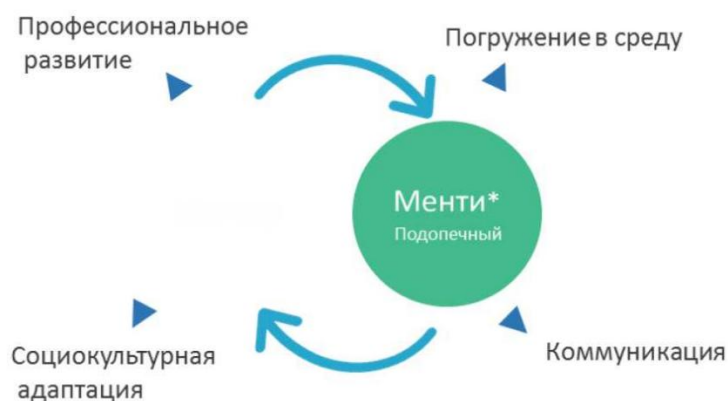 Профессиональное
развитие
Погружение в среду
Менти*
Подопечный
Социокультурная
адаптация
Коммуникация